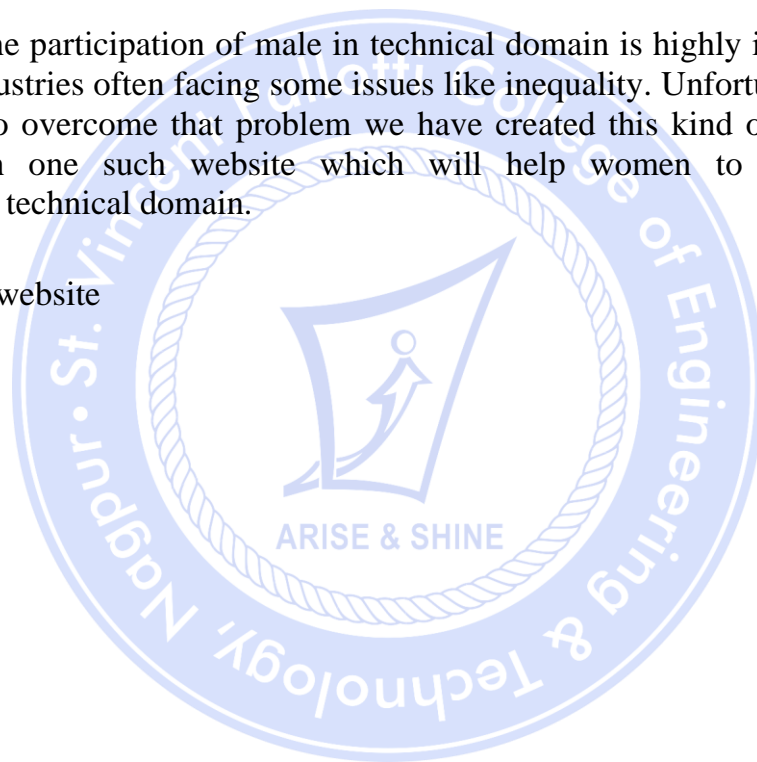 ne participation of male in technical domain is highly i
ustries often facing some issues like inequality. Unfortu
o overcome that problem we have created this kind o
n one such website which will help women to
technical domain.
website
St. Vincent Pallotti College of Engineering & Technology, Nagpur •
ARISE & SHINE